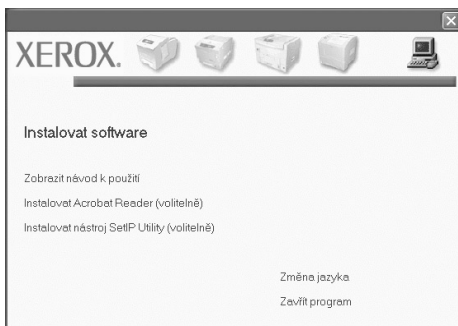 XEROX.
Instalovat software
Zobrazit návod k použití
Instalovat Acrobat Reader (volitelně)
Instalovat nástroj SetIP Utility (volitelně)
Změna jazyka
Zavřít program